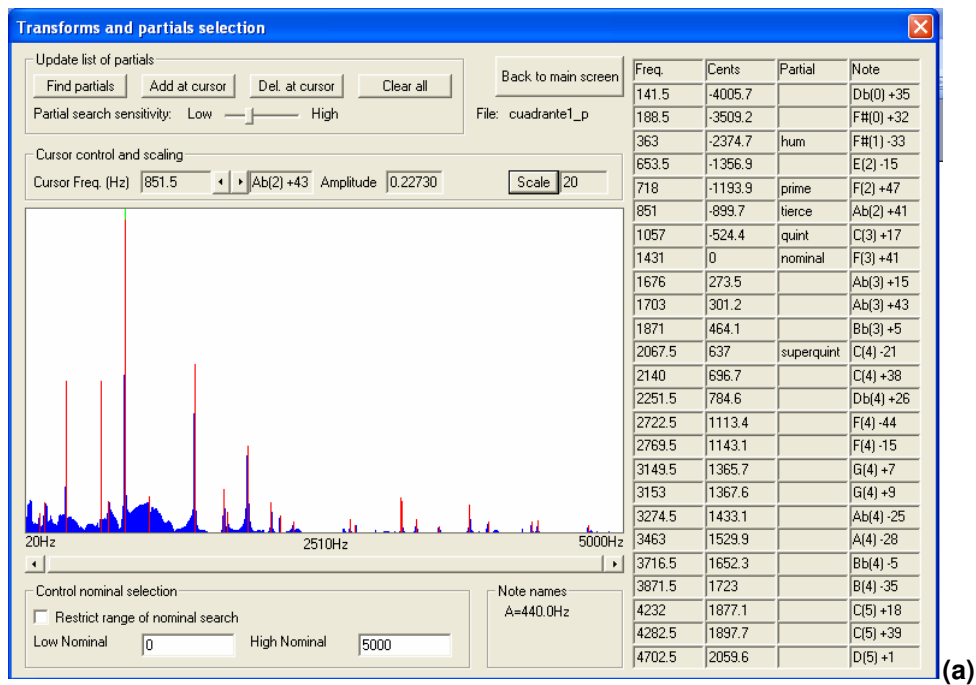 Transforms and partials selection
Update list of partials
Find partials Add at cursor Del. at cursor Clear all
Partial search sensitivity: Low High
Back to main screen
File: cuadrante1_p
Cursor control and scaling
Cursor Freq. (Hz) 851.5 Ab(2) +43 Amplitude 0.22730 Scale 20
20Hz 2510Hz 5000Hz
Control nominal selection
Restrict range of nominal search
Low Nominal 0 High Nominal 5000
Note names
A=440.0Hz
Freq. Cents Partial Note
141.5 -4005.7 Db(0) +35
188.5 -3509.2 F#(0) +32
363 -2374.7 hum F#(1) -33
653.5 -1356.9 E(2) -15
718 -1193.9 prime F(2) +47
851 -899.7 tierce Ab(2) +41
1057 -524.4 quint C(3) +17
1431 0 nominal F(3) +41
1676 273.5 Ab(3) +15
1703 301.2 Ab(3) +43
1871 464.1 Bb(3) +5
2067.5 637 superquint C(4) -21
2140 696.7 C(4) +38
2251.5 784.6 Db(4) +26
2722.5 1113.4 F(4) -44
2769.5 1143.1 F(4) -15
3149.5 1365.7 G(4) +7
3153 1367.6 G(4) +9
3274.5 1433.1 Ab(4) -25
3463 1529.9 A(4) -28
3716.5 1652.3 Bb(4) -5
3871.5 1723 B(4) -35
4232 1877.1 C(5) +18
4282.5 1897.7 C(5) +39
4702.5 2059.6 D(5) +1
(a)